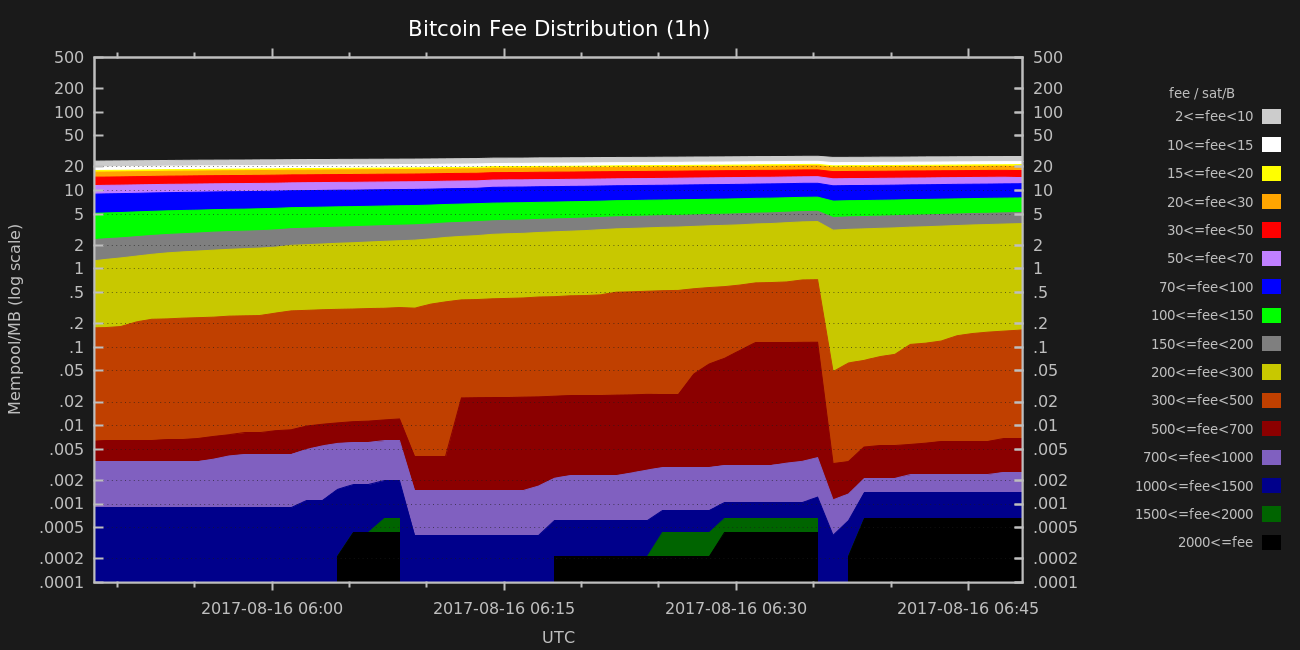 Bitcoin Fee Distribution (1h)
500 500
200 200
100 100
50 50
20 20
10 10
5 5
2 2
1 1
.5 .5
.2 .2
.1 .1
.05 .05
.02 .02
.01 .01
.005 .005
.002 .002
.001 .001
.0005 .0005
.0002 .0002
.0001 .0001
Mempool/MB (log scale)
2017-08-16 06:00 2017-08-16 06:15 2017-08-16 06:30 2017-08-16 06:45
UTC
fee / sat/B
2<=fee<10
10<=fee<15
15<=fee<20
20<=fee<30
30<=fee<50
50<=fee<70
70<=fee<100
100<=fee<150
150<=fee<200
200<=fee<300
300<=fee<500
500<=fee<700
700<=fee<1000
1000<=fee<1500
1500<=fee<2000
2000<=fee